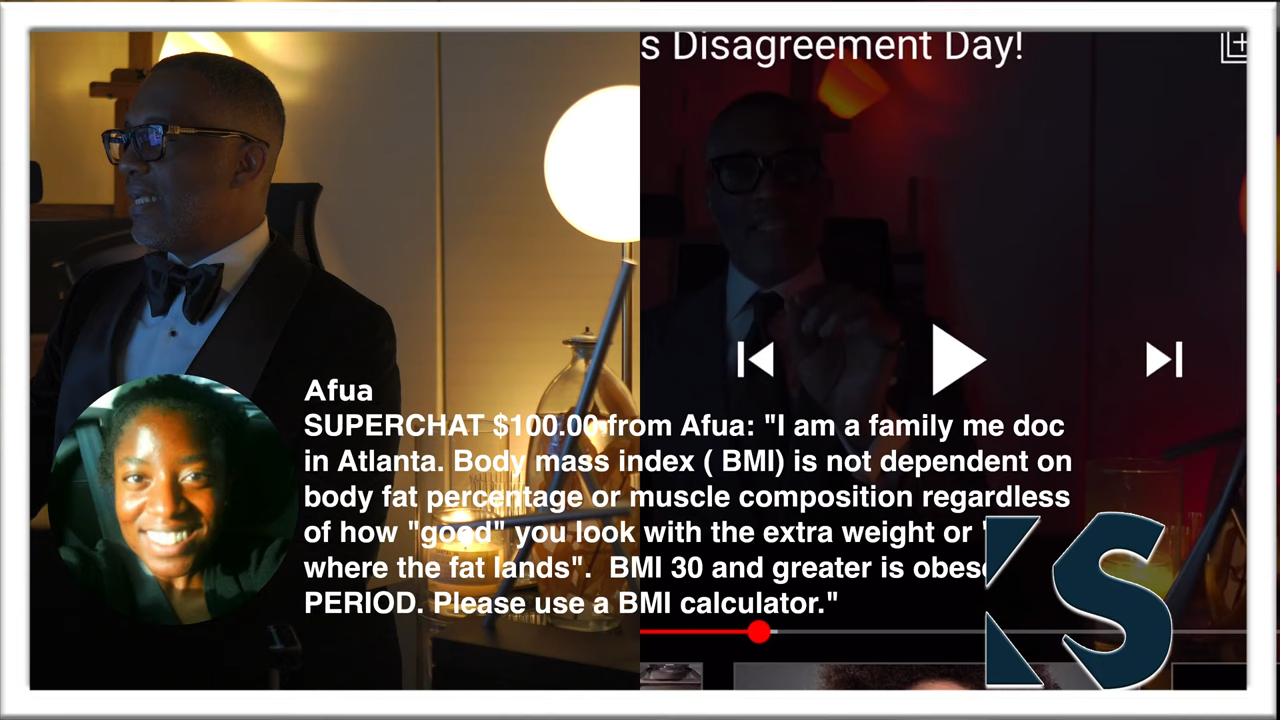 s Disagreement Day!
Afua
SUPERCHAT $100.00 from Afua: "I am a family me doc
in Atlanta. Body mass index ( BMI) is not dependent on
body fat percentage or muscle composition regardless
of how "good" you look with the extra weight or "
where the fat lands". BMI 30 and greater is obese
PERIOD. Please use a BMI calculator."
KS